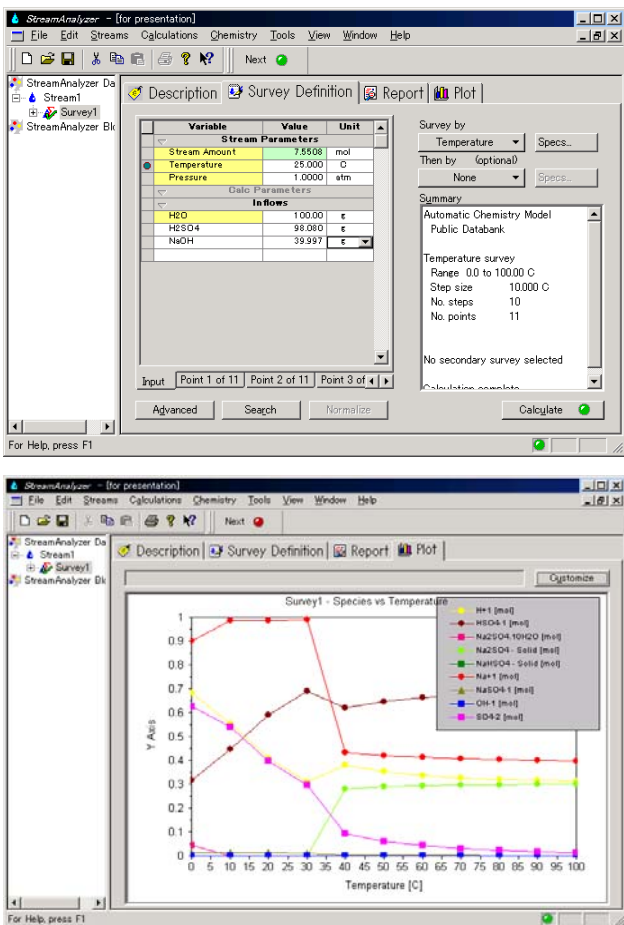 StreamAnalyzer - [for presentation]
File Edit Streams Calculations Chemistry Tools View Window Help
Next
StreamAnalyzer Da
Stream1
Survey1
StreamAnalyzer Blk
Description Survey Definition Report Plot
Variable Value Unit
Stream Parameters
Stream Amount 7.5508 mol
Temperature 25.000 C
Pressure 1.0000 atm
Calc Parameters
Inflows
H2O 100.00 g
H2SO4 98.080 g
NaOH 39.997 g
Input Point 1 of 11 Point 2 of 11 Point 3 of
Advanced Search Normalize
Survey by
Temperature Specs...
Then by (optional)
None Specs...
Summary
Automatic Chemistry Model
Public Databank
Temperature survey
Range 0.0 to 100.00 C
Step size 10.000 C
No. steps 10
No. points 11
No secondary survey selected
Calculation complete
Calculate
For Help, press F1
StreamAnalyzer - [for presentation]
File Edit Streams Calculations Chemistry Tools View Window Help
Next
StreamAnalyzer Da
Stream1
Survey1
StreamAnalyzer Blk
Description Survey Definition Report Plot
Customize
Survey1 - Species vs Temperature
H+1 [mol]
HSO4-1 [mol]
Na2SO4.10H2O [mol]
Na2SO4 - Solid [mol]
NaHSO4 - Solid [mol]
Na+1 [mol]
NaSO4-1 [mol]
OH-1 [mol]
SO4-2 [mol]
1
0.9
0.8
0.7
0.6
0.5
0.4
0.3
0.2
0.1
0
Y Axis
0 5 10 15 20 25 30 35 40 45 50 55 60 65 70 75 80 85 90 95 100
Temperature [C]
For Help, press F1